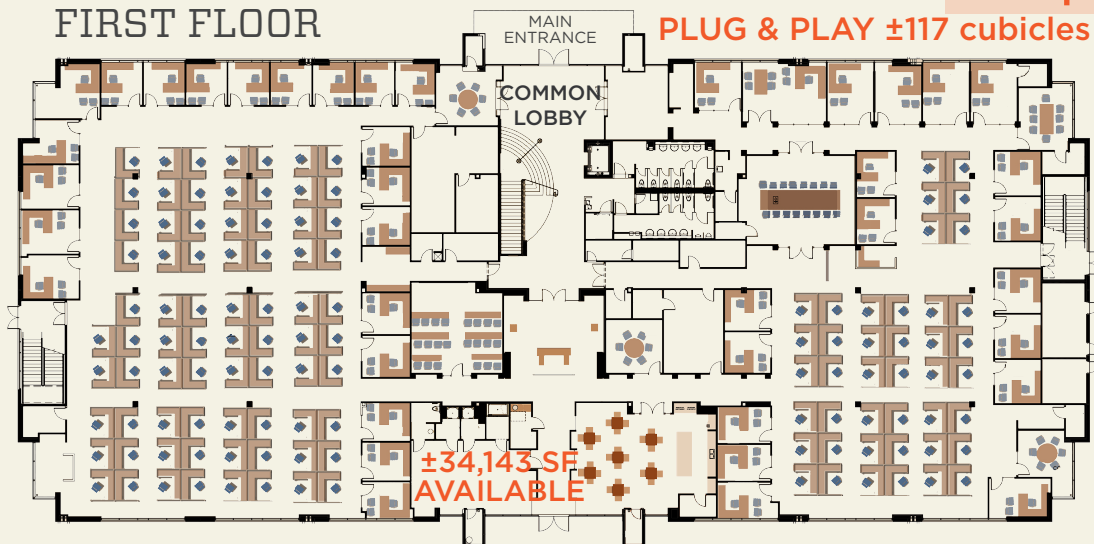 FIRST FLOOR
MAIN
ENTRANCE
PLUG & PLAY ±117 cubicles
COMMON
LOBBY
±34,143 SF
AVAILABLE